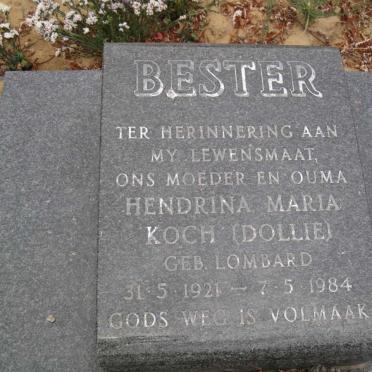 BESTER
TER HERINNERING AAN
MY LEWENSMAAT,
ONS MOEDER EN OUMA
HENDRINA MARIA
KOCH (DOLLIE)
GEB. LOMBARD
31·5·1921 — 7·5·1984
GODS WEG IS VOLMAAK